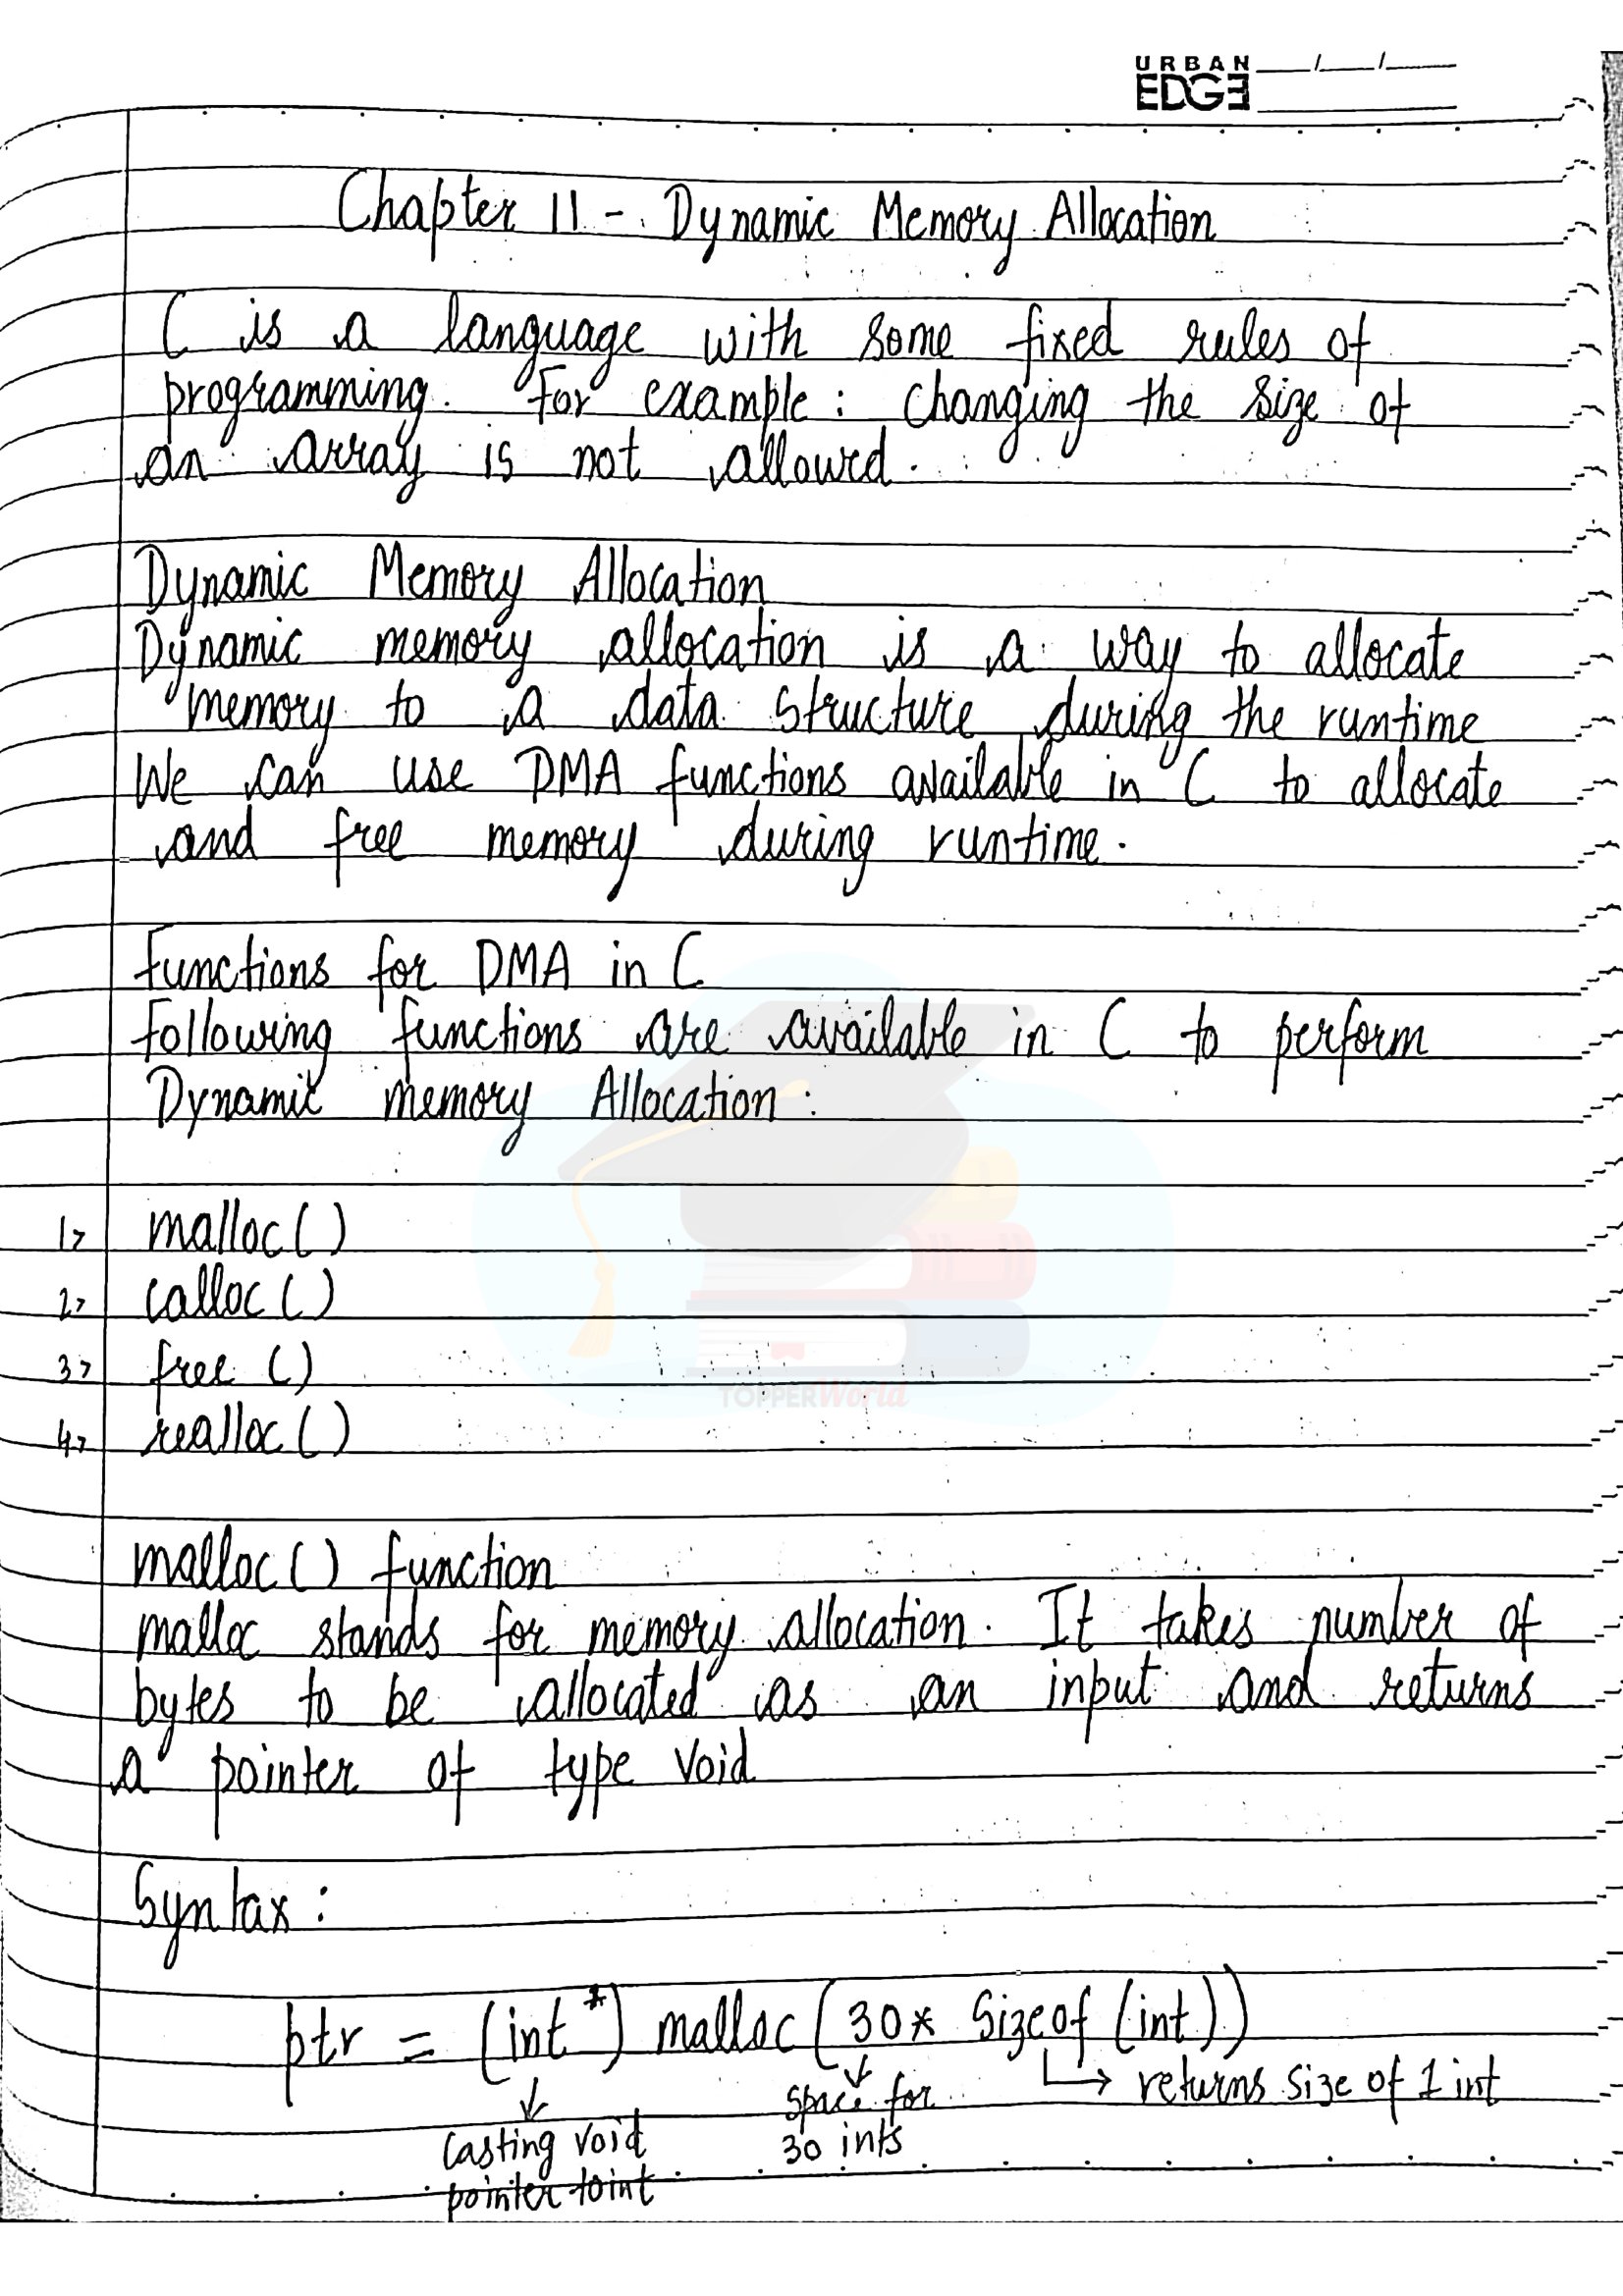 URBAN
EDGE
Chapter 11 - Dynamic Memory Allocation
C is a language with some fixed rules of
programming. For example : Changing the size of
an array is not allowed.
Dynamic Memory Allocation
Dynamic memory allocation is a way to allocate
memory to a data structure during the runtime
We can use DMA functions available in C to allocate
and free memory during runtime.
Functions for DMA in C
Following functions are available in C to perform
Dynamic memory Allocation :
1> malloc()
2> calloc()
3> free ()
4> realloc()
malloc() function
malloc stands for memory allocation. It takes number of
bytes to be allocated as an input and returns
a pointer of type void
Syntax :
ptr = (int*) malloc (30* Sizeof (int))
returns size of 1 int
space for
30 ints
Casting void
pointer to int
TOPPERWorld